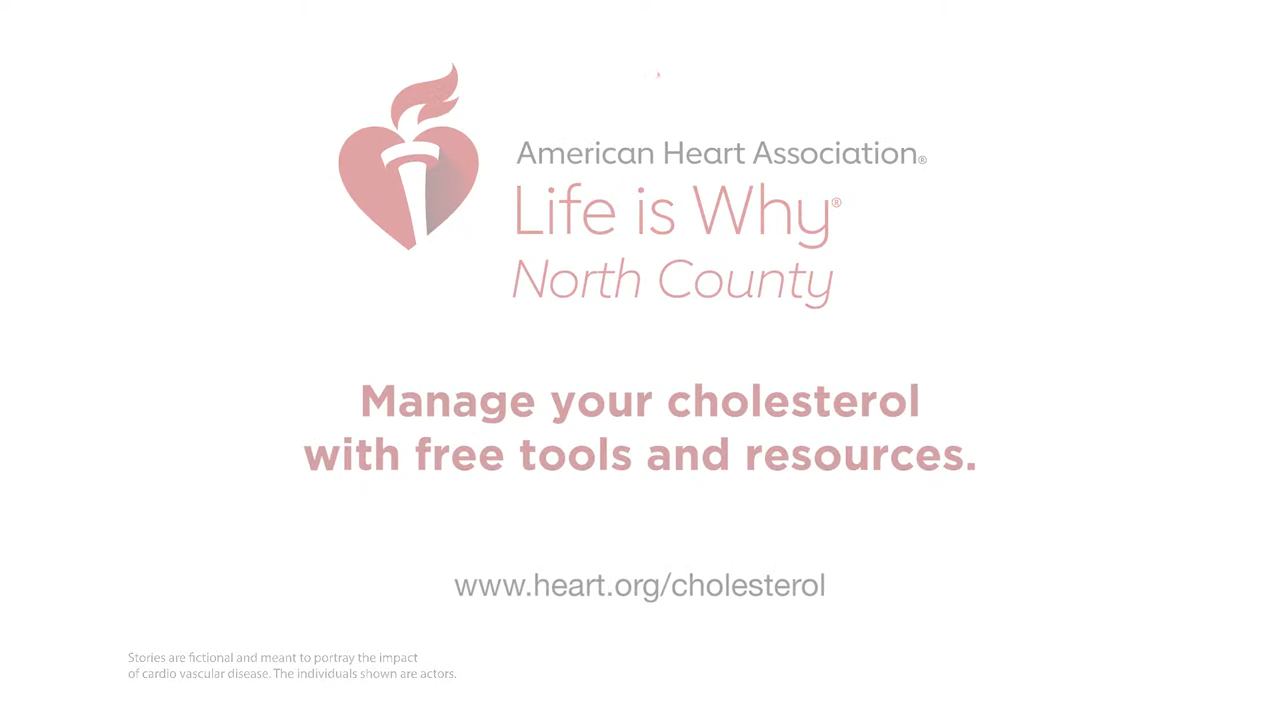 American Heart Association®
Life is Why®
North County
Manage your cholesterol
with free tools and resources.
www.heart.org/cholesterol
Stories are fictional and meant to portray the impact
of cardio vascular disease. The individuals shown are actors.